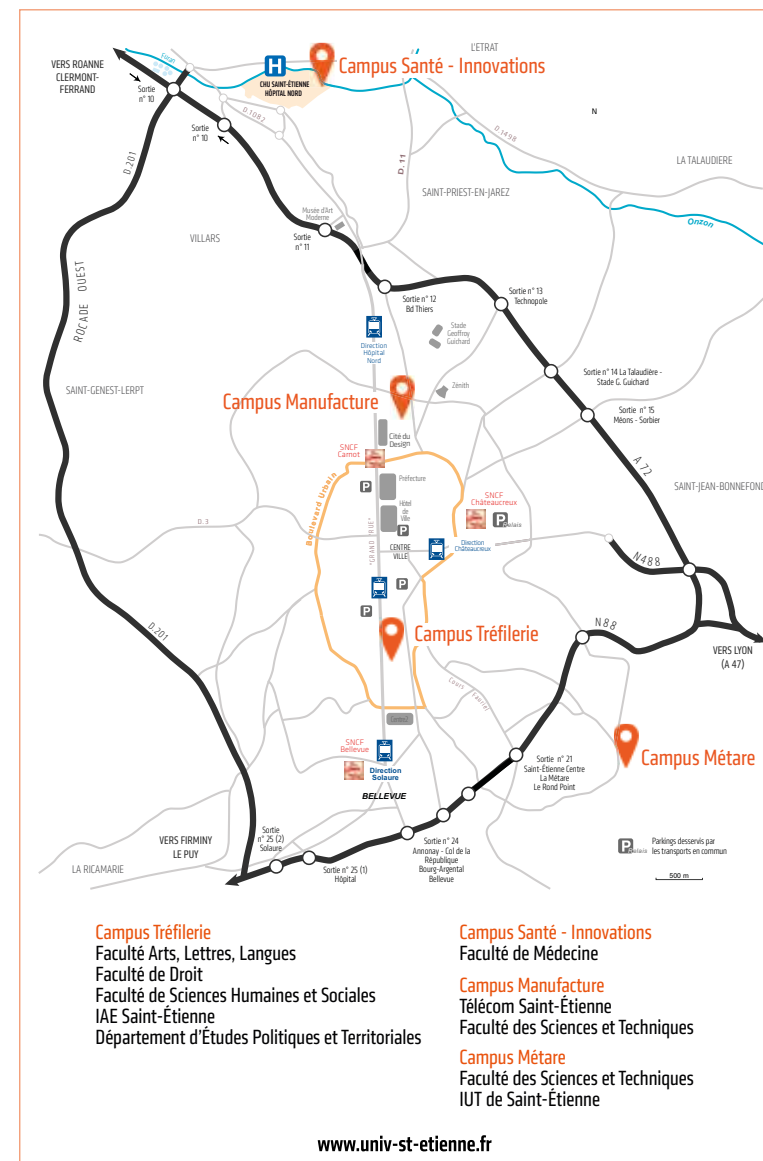 L'ETRAT
VERS ROANNE
CLERMONT-
FERRAND
Furan
H
Campus Santé - Innovations
CHU SAINT-ÉTIENNE
HÔPITAL NORD
Sortie
n° 10
Sortie
n° 10
D.1082
N
D.1498
D. 11
D.201
LA TALAUDIERE
SAINT-PRIEST-EN-JAREZ
Musée d'Art
Moderne
VILLARS
Sortie
n° 11
Onzon
ROCADE OUEST
Sortie n° 12
Bd Thiers
Sortie n° 13
Technopole
Stade
Geoffroy
Guichard
Direction
Hôpital
Nord
Sortie n° 14 La Talaudière -
Stade G. Guichard
SAINT-GENEST-LERPT
Zénith
Campus Manufacture
Sortie n° 15
Méons - Sorbier
Cité du
Design
SNCF
Carnot
A 72
Boulevard Urbain
Préfecture
P
SNCF
Châteaucreux
SAINT-JEAN-BONNEFOND
Hôtel
de
Ville
P
P
Relais
D. 3
"GRAND'RUE"
CENTRE
VILLE
Direction
Châteaucreux
N488
P
P
D.201
Campus Tréfilerie
N88
VERS LYON
(A 47)
Cours Fauriel
Centre2
SNCF
Bellevue
Direction
Solaure
Campus Métare
Sortie n° 21
Saint-Étienne Centre
La Métare
Le Rond Point
BELLEVUE
VERS FIRMINY
LE PUY
Sortie
n° 25 (2)
Solaure
Sortie n° 24
Annonay - Col de la
République
Bourg-Argental
Bellevue
P
Relais
Parkings desservis par
les transports en commun
LA RICAMARIE
Sortie n° 25 (1)
Hôpital
500 m
Campus Tréfilerie
Faculté Arts, Lettres, Langues
Faculté de Droit
Faculté de Sciences Humaines et Sociales
IAE Saint-Étienne
Département d'Études Politiques et Territoriales
Campus Santé - Innovations
Faculté de Médecine
Campus Manufacture
Télécom Saint-Étienne
Faculté des Sciences et Techniques
Campus Métare
Faculté des Sciences et Techniques
IUT de Saint-Étienne
www.univ-st-etienne.fr